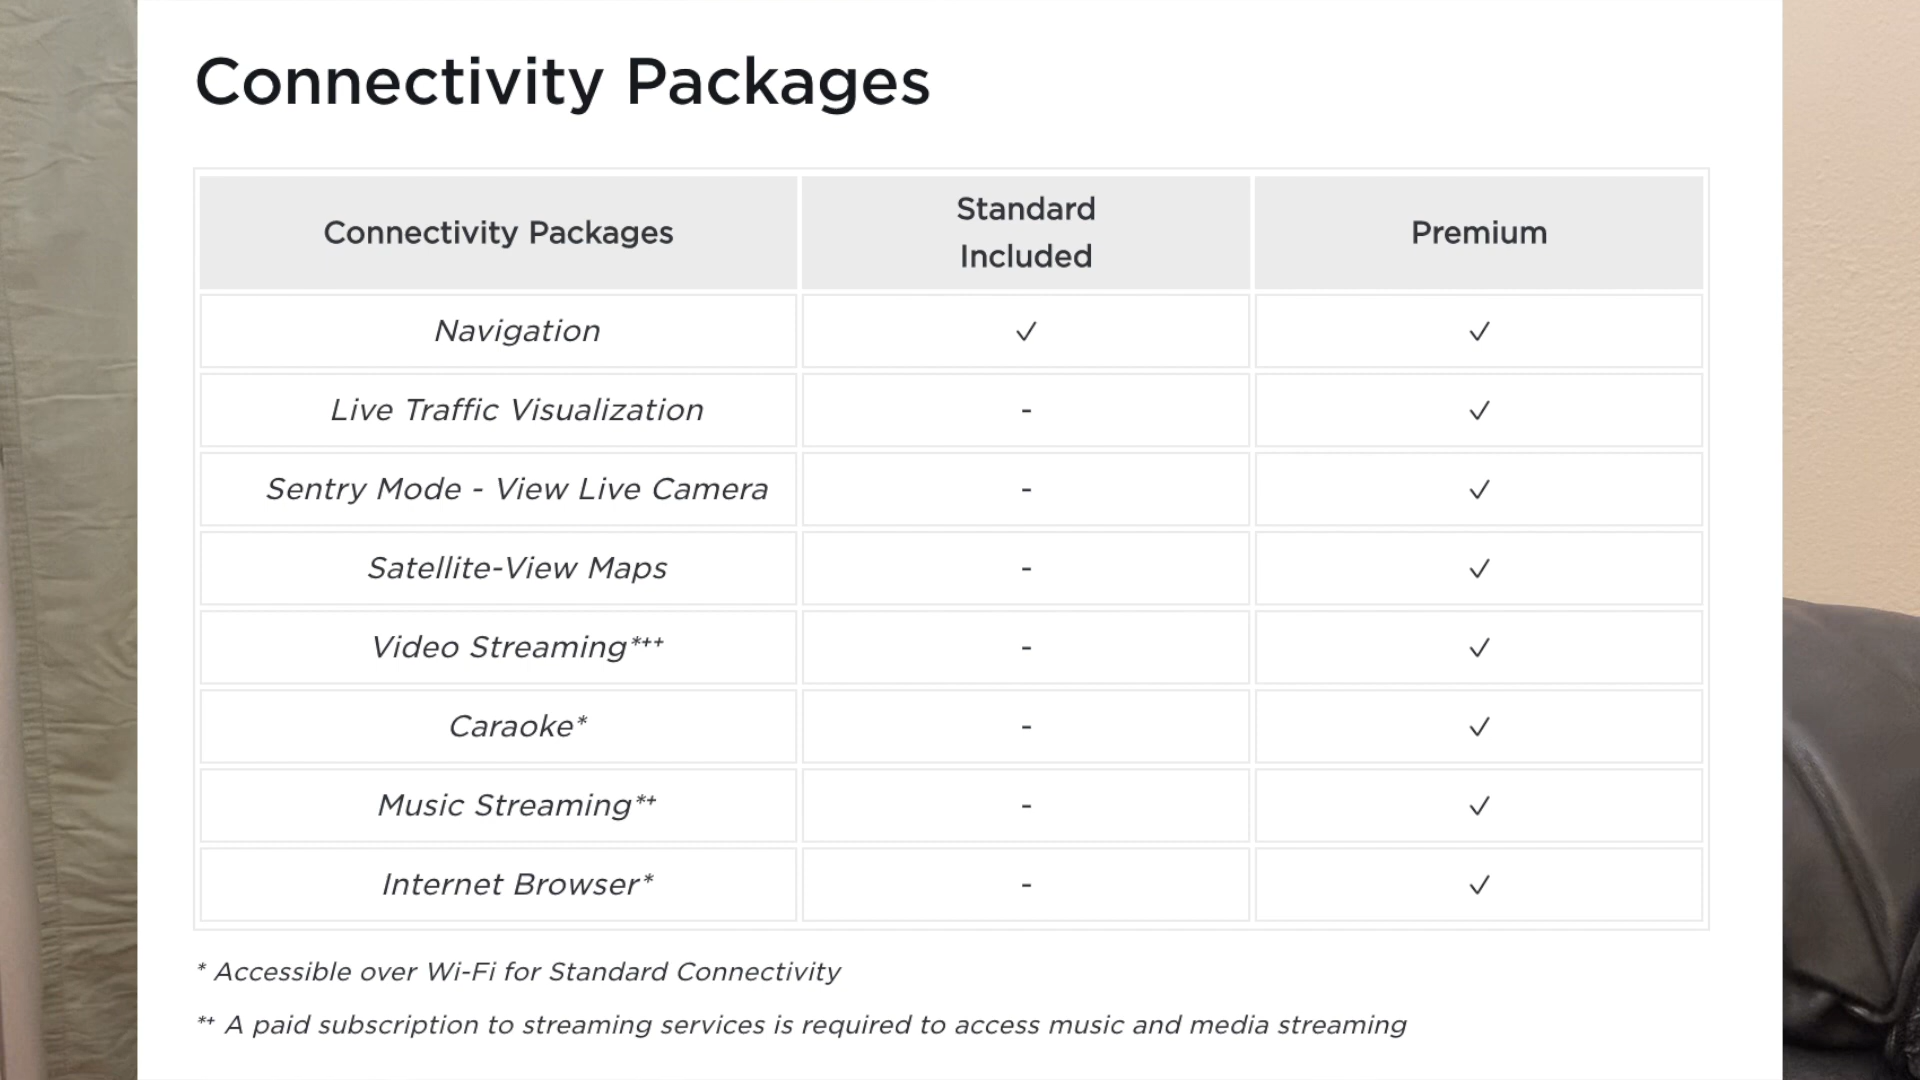 Connectivity Packages
Connectivity Packages
Standard
Included
Premium
Navigation ✓ ✓
Live Traffic Visualization - ✓
Sentry Mode - View Live Camera - ✓
Satellite-View Maps - ✓
Video Streaming*++ - ✓
Caraoke* - ✓
Music Streaming*+ - ✓
Internet Browser* - ✓
* Accessible over Wi-Fi for Standard Connectivity
*+ A paid subscription to streaming services is required to access music and media streaming